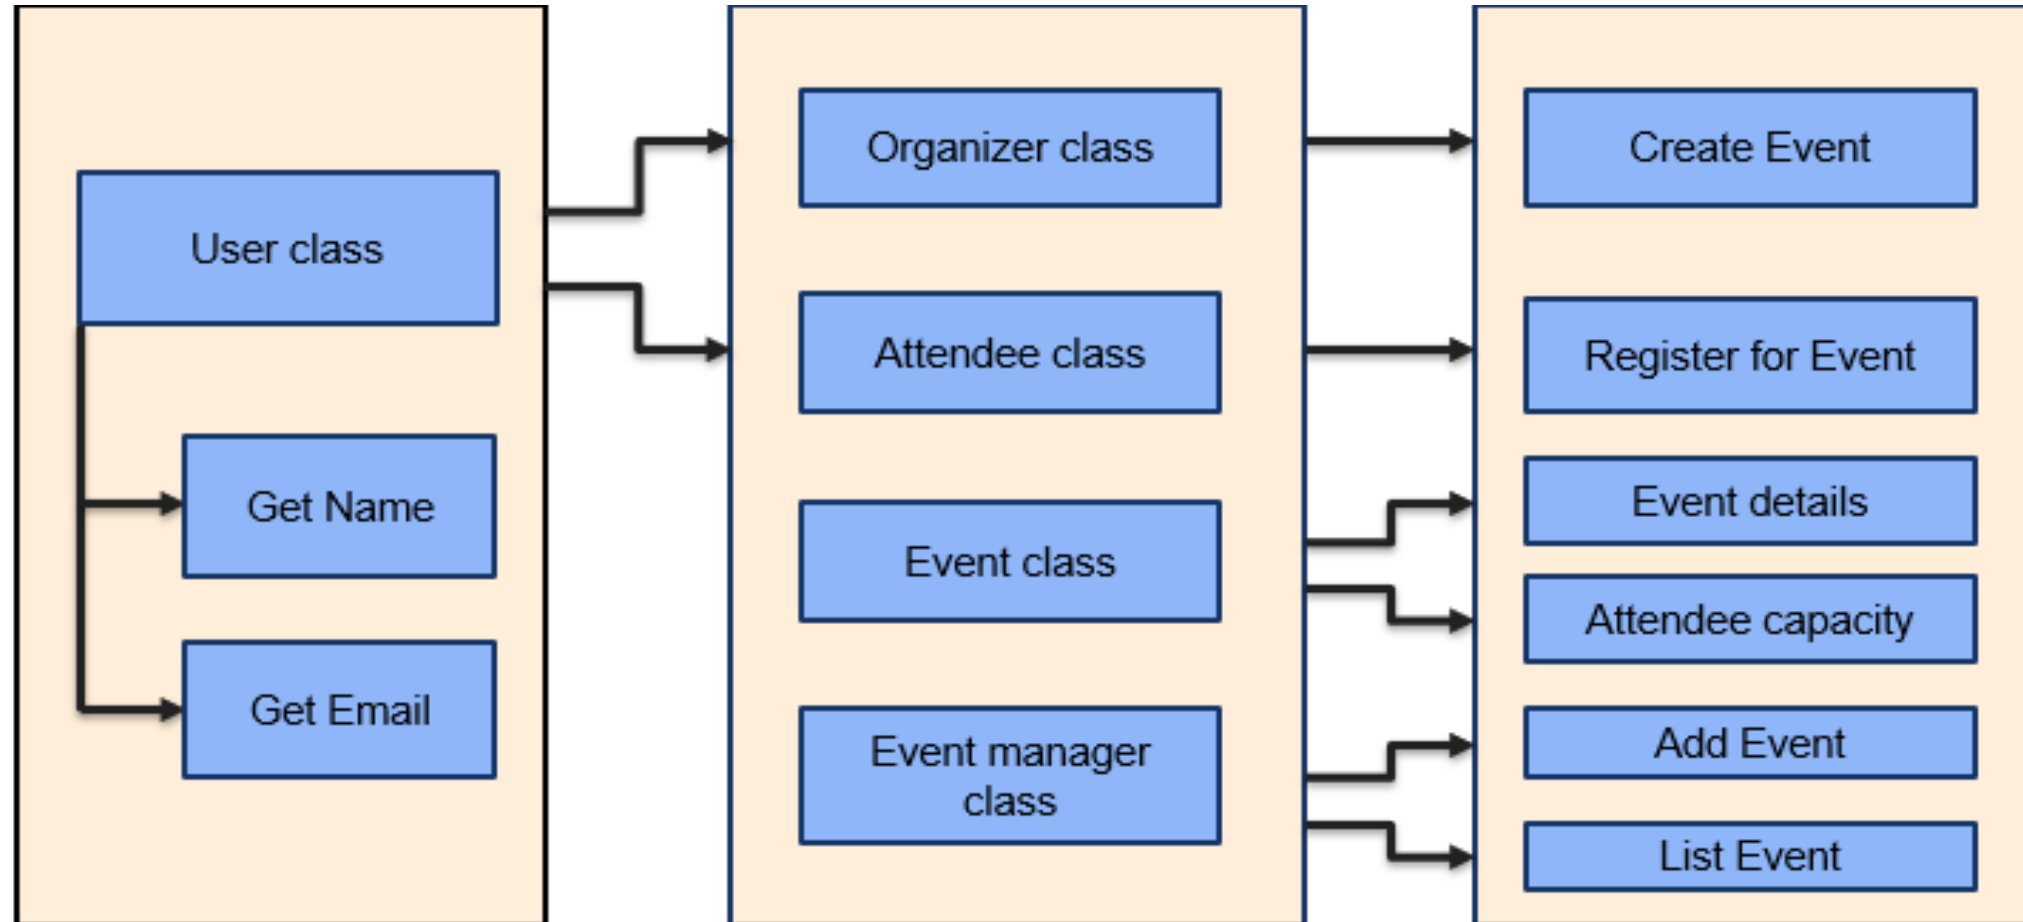 User class
Get Name
Get Email
Organizer class
Attendee class
Event class
Event manager
class
Create Event
Register for Event
Event details
Attendee capacity
Add Event
List Event